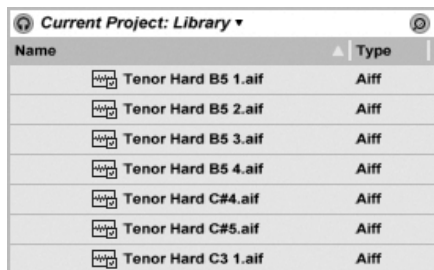 Current Project: Library
Name Type
Tenor Hard B5 1.aif Aiff
Tenor Hard B5 2.aif Aiff
Tenor Hard B5 3.aif Aiff
Tenor Hard B5 4.aif Aiff
Tenor Hard C#4.aif Aiff
Tenor Hard C#5.aif Aiff
Tenor Hard C3 1.aif Aiff